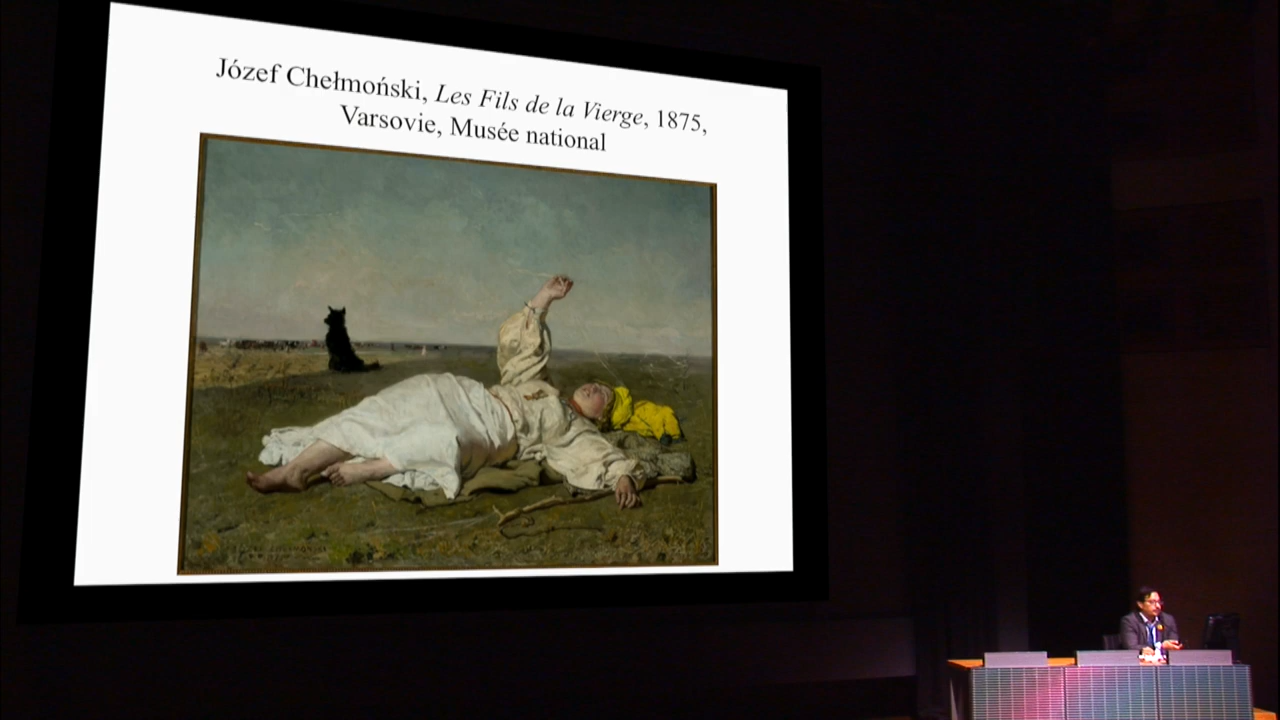 Józef Chełmoński, Les Fils de la Vierge, 1875,
Varsovie, Musée national